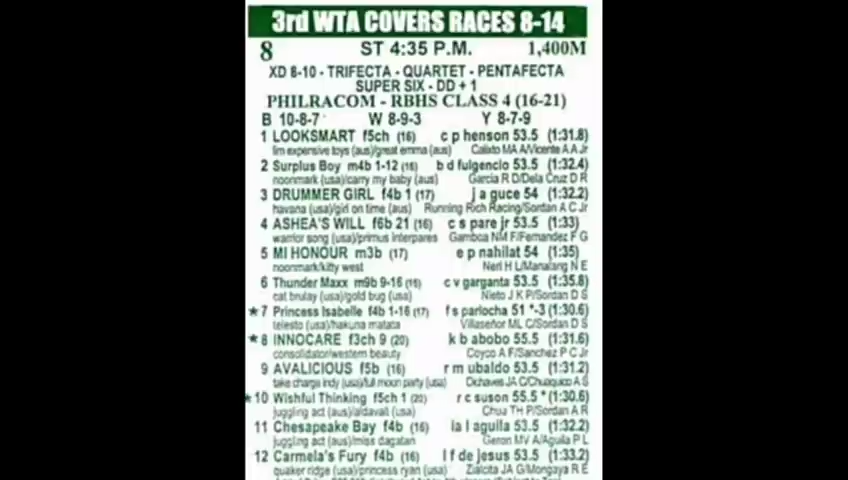 3rd WTA COVERS RACES 8-14
8 ST 4:35 P.M. 1,400M
XD 8-10 - TRIFECTA - QUARTET - PENTAFECTA
SUPER SIX - DD + 1
PHILRACOM - RBHS CLASS 4 (16-21)
B 10-8-7 W 8-9-3 Y 8-7-9
1 LOOKSMART f5ch (16) c p henson 53.5 (1:31.8)
lim expensive toys (aus)/great emma (aus) Calixto MA A/Vicente A A Jr
2 Surplus Boy m4b 1-12 (16) b d fulgencio 53.5 (1:32.4)
noonmark (usa)/carry my baby (aus) Garcia R D/Dela Cruz D R
3 DRUMMER GIRL f4b 1 (17) j a guce 54 (1:32.2)
havana (usa)/girl on time (aus) Running Rich Racing/Sordan A C Jr
4 ASHEA'S WILL f6b 21 (16) c s pare jr 53.5 (1:33)
warrior song (usa)/primus interpares Gamboa NM F/Fernandez F G
5 MI HONOUR m3b (17) e p nahilat 54 (1:35)
noonmark/kitty west Neri H L/Manalang N E
6 Thunder Maxx m9b 9-16 (16) c v garganta 53.5 (1:35.8)
cat brulay (usa)/gold bug (usa) Nieto J K P/Sordan D S
★7 Princess Isabelle f4b 1-16 (17) f s parlocha 51 *-3 (1:30.6)
telesto (usa)/hakuna matata Villaseñor ML C/Sordan D S
★8 INNOCARE f3ch 9 (20) k b abobo 55.5 (1:31.6)
consolidator/western beauty Coyco A F/Sanchez P C Jr
9 AVALICIOUS f5b (16) r m ubaldo 53.5 (1:31.2)
take charge indy (usa)/full moon party (usa) Dichaves JA C/Chuaquico A S
★10 Wishful Thinking f5ch 1 (20) r c suson 55.5 *(1:30.6)
juggling act (aus)/aldavati (usa) Chua TH P/Sordan A R
11 Chesapeake Bay f4b (16) la l aguila 53.5 (1:32.2)
juggling act (aus)/miss dagatan Geron MV A/Aguila P L
12 Carmela's Fury f4b (16) l f de jesus 53.5 (1:33.2)
quaker ridge (usa)/princess ryan (usa) Zialcita JA G/Mongaya R E